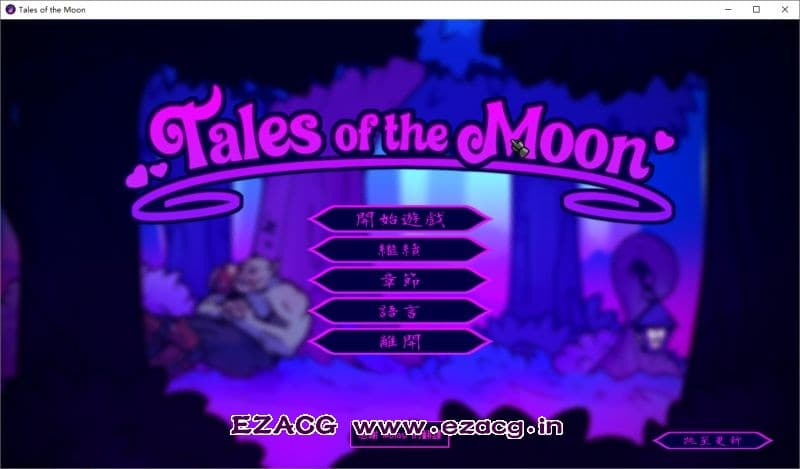 Tales of the Moon
Tales of the Moon
開始遊戲
繼續
章節
語言
離開
EZACG www.ezacg.in
跳至更新